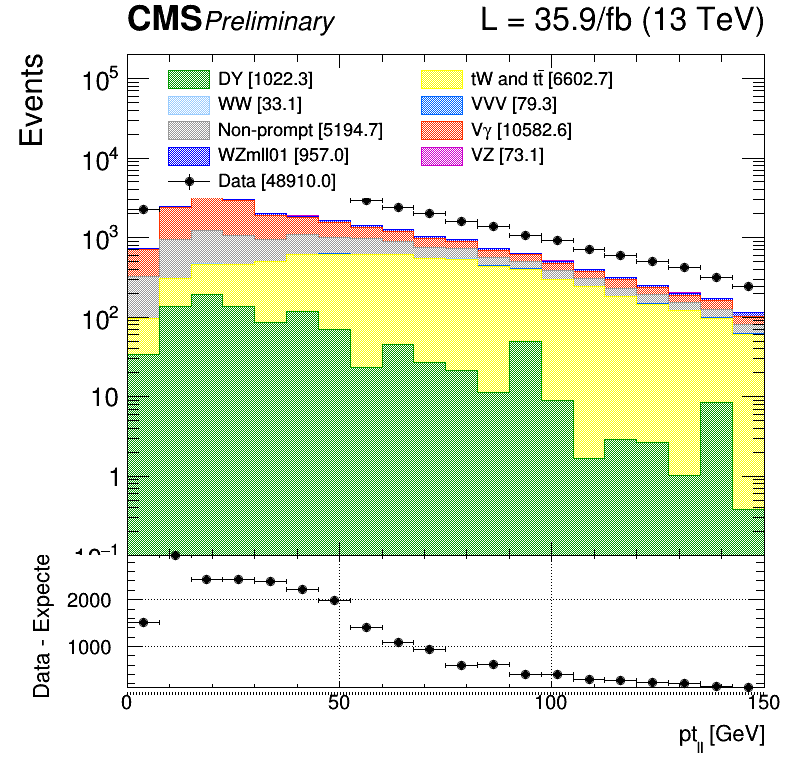 CMS Preliminary L = 35.9/fb (13 TeV)
Events
10⁵
10⁴
10³
10²
10
1
10⁻¹
DY [1022.3]
tW and tt̄ [6602.7]
WW [33.1]
VVV [79.3]
Non-prompt [5194.7]
Vγ [10582.6]
WZmll01 [957.0]
VZ [73.1]
Data [48910.0]
Data - Expecte
2000
1000
0 50 100 150
pt_ll [GeV]